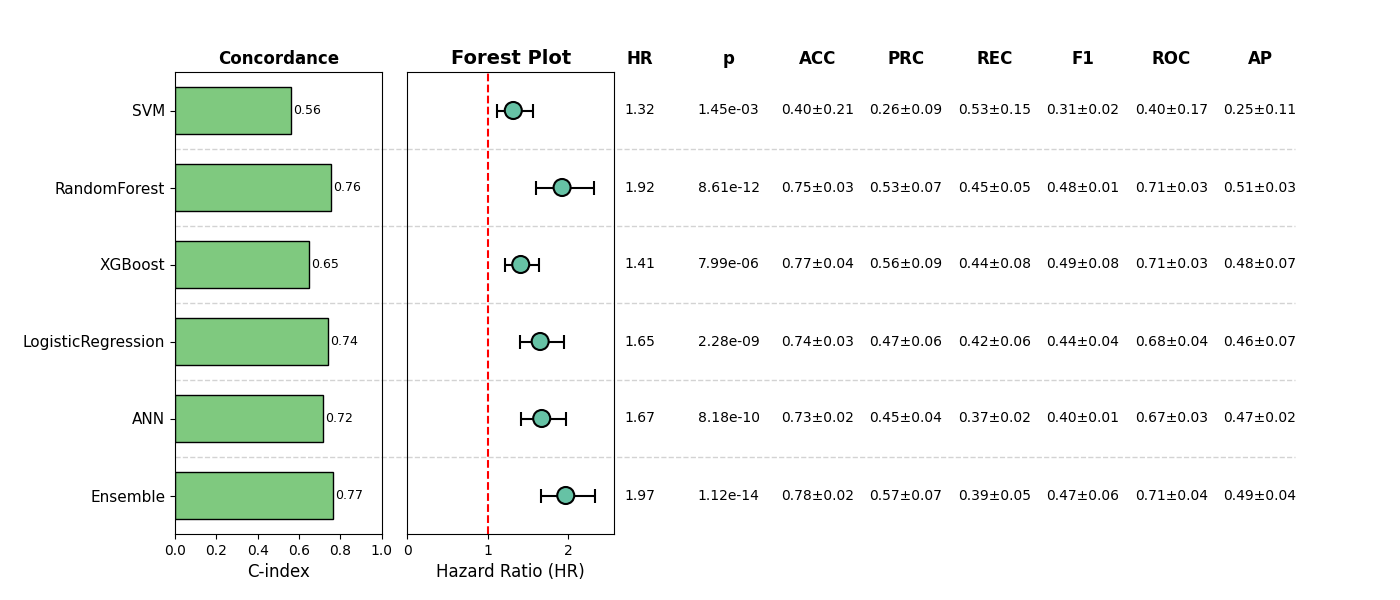 Concordance Forest Plot HR p ACC PRC REC F1 ROC AP
SVM 0.56 1.32 1.45e-03 0.40±0.21 0.26±0.09 0.53±0.15 0.31±0.02 0.40±0.17 0.25±0.11
RandomForest 0.76 1.92 8.61e-12 0.75±0.03 0.53±0.07 0.45±0.05 0.48±0.01 0.71±0.03 0.51±0.03
XGBoost 0.65 1.41 7.99e-06 0.77±0.04 0.56±0.09 0.44±0.08 0.49±0.08 0.71±0.03 0.48±0.07
LogisticRegression 0.74 1.65 2.28e-09 0.74±0.03 0.47±0.06 0.42±0.06 0.44±0.04 0.68±0.04 0.46±0.07
ANN 0.72 1.67 8.18e-10 0.73±0.02 0.45±0.04 0.37±0.02 0.40±0.01 0.67±0.03 0.47±0.02
Ensemble 0.77 1.97 1.12e-14 0.78±0.02 0.57±0.07 0.39±0.05 0.47±0.06 0.71±0.04 0.49±0.04
0.0 0.2 0.4 0.6 0.8 1.0 0 1 2
C-index Hazard Ratio (HR)